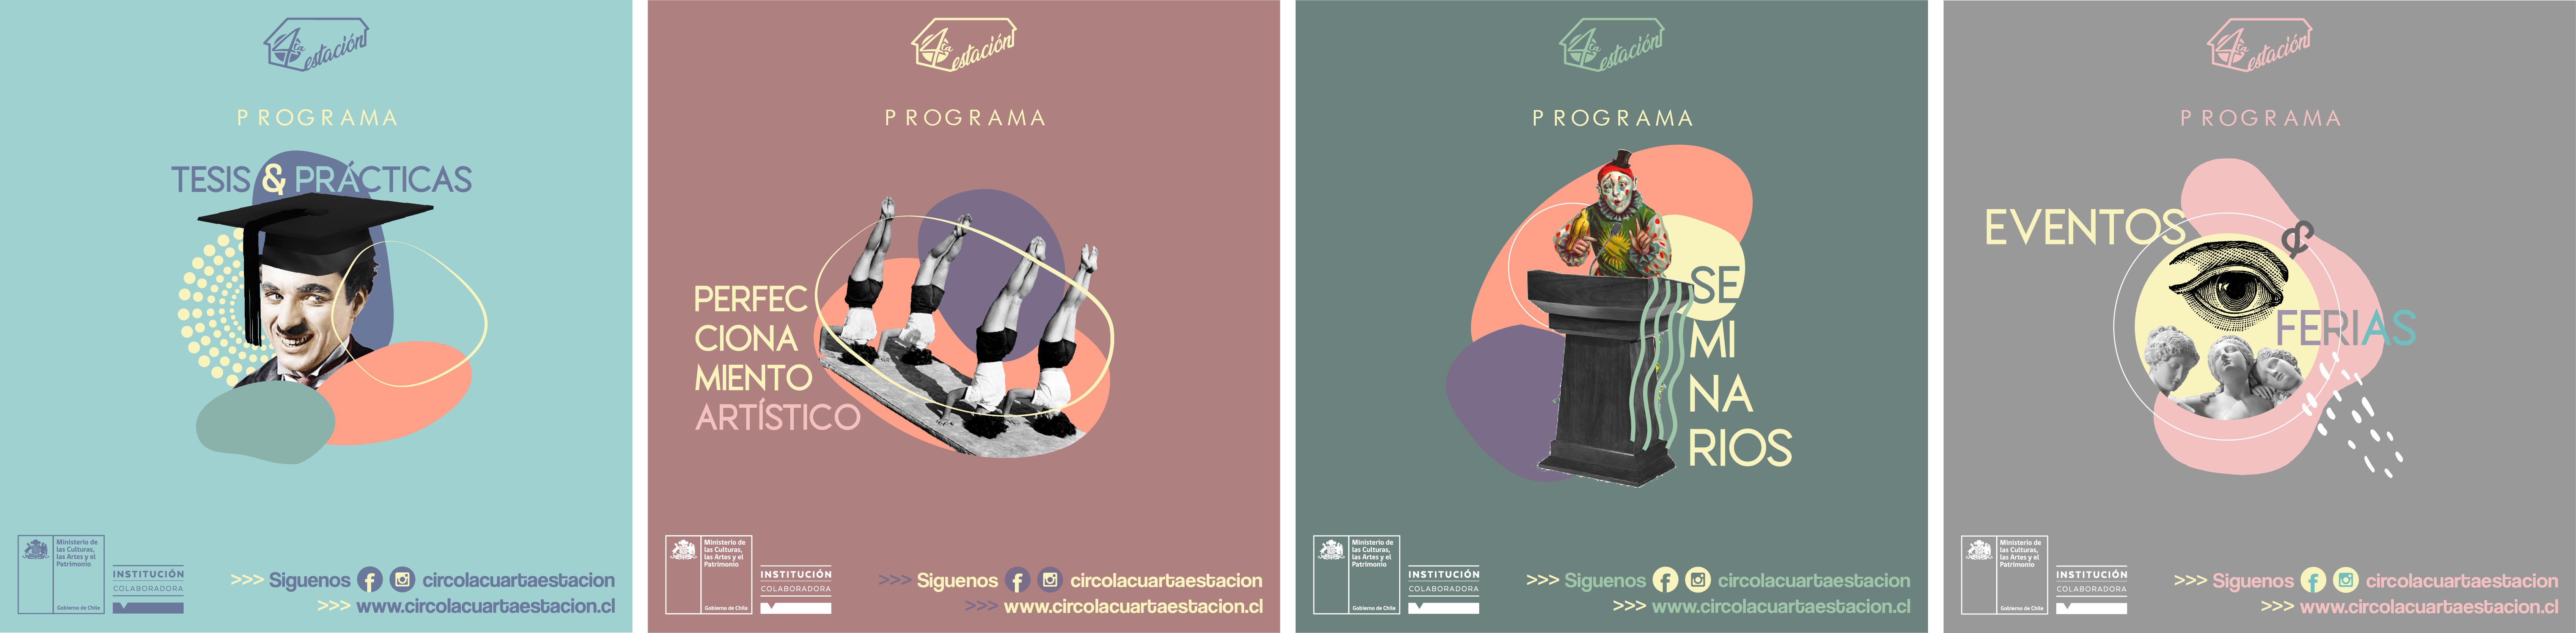 4ta estación
PROGRAMA
TESIS & PRÁCTICAS
Ministerio de
las Culturas,
las Artes y el
Patrimonio
Gobierno de Chile
INSTITUCIÓN
COLABORADORA
>>> Siguenos circolacuartaestacion
>>> www.circolacuartaestacion.cl
4ta estación
PROGRAMA
PERFEC
CIONA
MIENTO
ARTÍSTICO
Ministerio de
las Culturas,
las Artes y el
Patrimonio
Gobierno de Chile
INSTITUCIÓN
COLABORADORA
>>> Siguenos circolacuartaestacion
>>> www.circolacuartaestacion.cl
4ta estación
PROGRAMA
SE
MI
NA
RIOS
Ministerio de
las Culturas,
las Artes y el
Patrimonio
Gobierno de Chile
INSTITUCIÓN
COLABORADORA
>>> Siguenos circolacuartaestacion
>>> www.circolacuartaestacion.cl
4ta estación
PROGRAMA
EVENTOS
&
FERIAS
Ministerio de
las Culturas,
las Artes y el
Patrimonio
Gobierno de Chile
INSTITUCIÓN
COLABORADORA
>>> Siguenos circolacuartaestacion
>>> www.circolacuartaestacion.cl